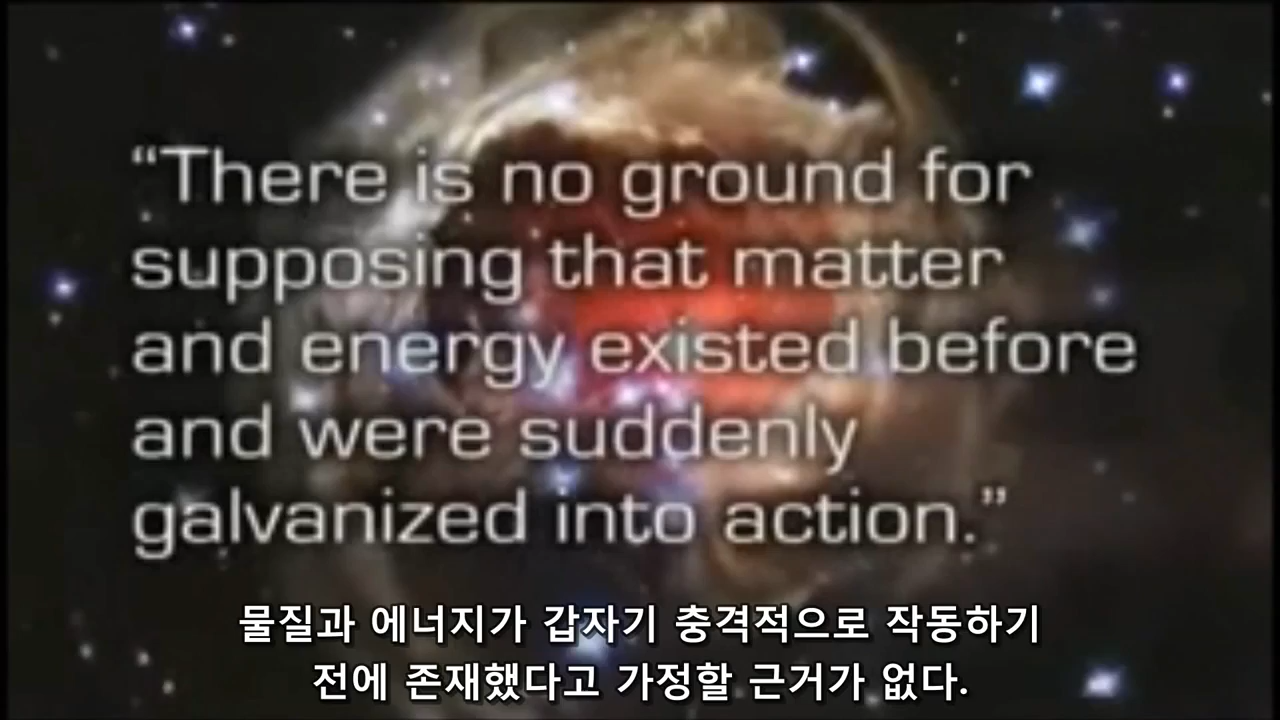 “There is no ground for
supposing that matter
and energy existed before
and were suddenly
galvanized into action.”
물질과 에너지가 갑자기 충격적으로 작동하기
전에 존재했다고 가정할 근거가 없다.